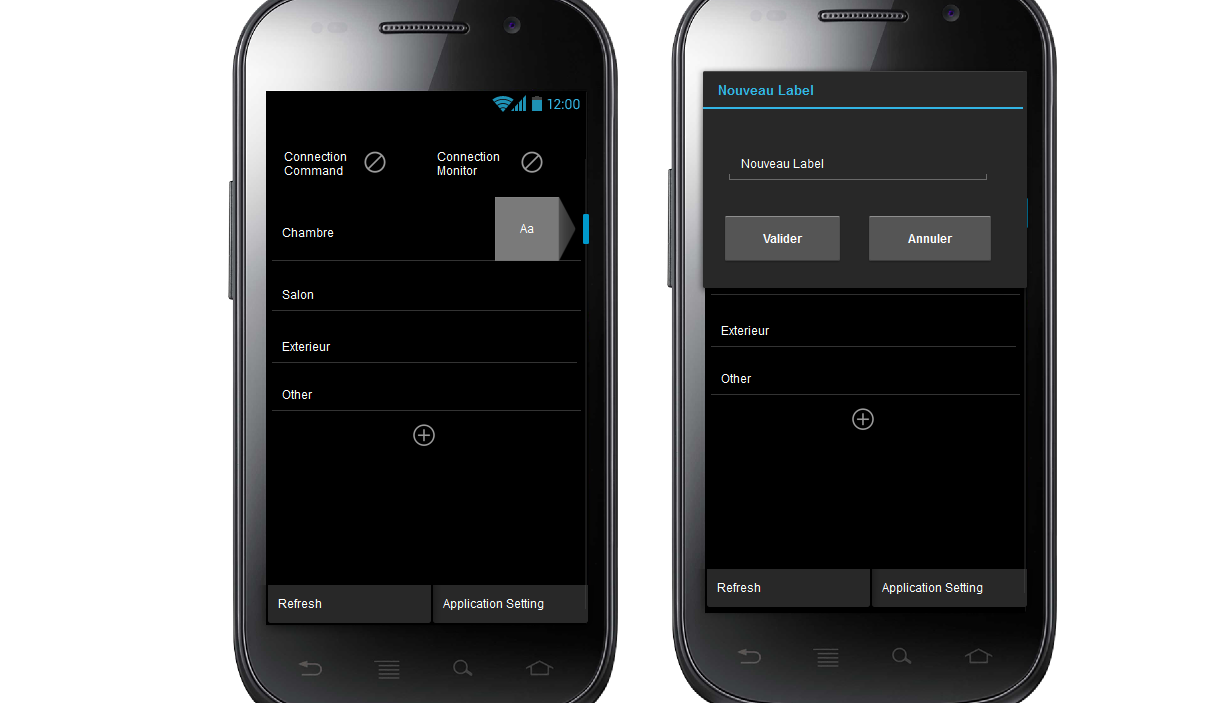 12:00
Connection
Command
Connection
Monitor
Chambre
Aa
Salon
Exterieur
Other
Refresh
Application Setting
Nouveau Label
Nouveau Label
Valider
Annuler
Exterieur
Other
Refresh
Application Setting